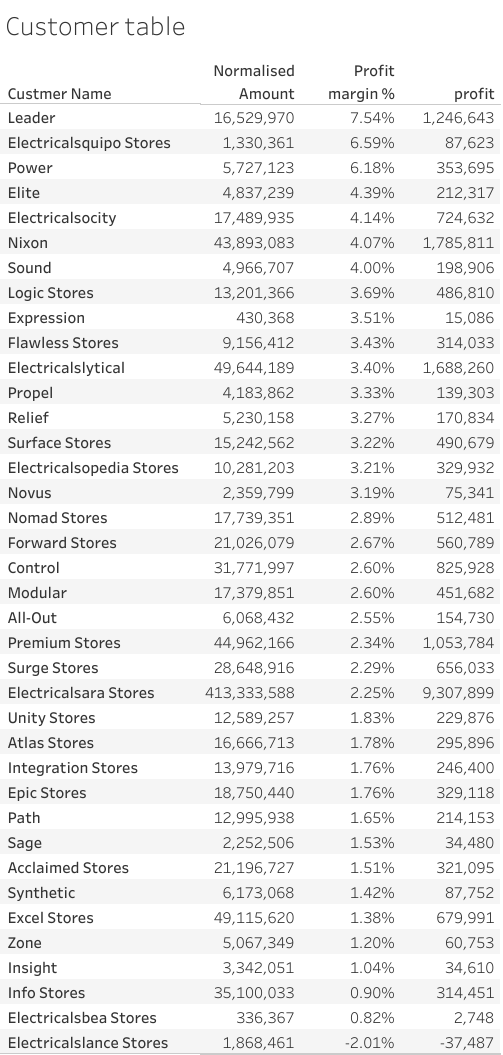 Customer table
Normalised Profit
Custmer Name Amount margin % profit
Leader 16,529,970 7.54% 1,246,643
Electricalsquipo Stores 1,330,361 6.59% 87,623
Power 5,727,123 6.18% 353,695
Elite 4,837,239 4.39% 212,317
Electricalsocity 17,489,935 4.14% 724,632
Nixon 43,893,083 4.07% 1,785,811
Sound 4,966,707 4.00% 198,906
Logic Stores 13,201,366 3.69% 486,810
Expression 430,368 3.51% 15,086
Flawless Stores 9,156,412 3.43% 314,033
Electricalslytical 49,644,189 3.40% 1,688,260
Propel 4,183,862 3.33% 139,303
Relief 5,230,158 3.27% 170,834
Surface Stores 15,242,562 3.22% 490,679
Electricalsopedia Stores 10,281,203 3.21% 329,932
Novus 2,359,799 3.19% 75,341
Nomad Stores 17,739,351 2.89% 512,481
Forward Stores 21,026,079 2.67% 560,789
Control 31,771,997 2.60% 825,928
Modular 17,379,851 2.60% 451,682
All-Out 6,068,432 2.55% 154,730
Premium Stores 44,962,166 2.34% 1,053,784
Surge Stores 28,648,916 2.29% 656,033
Electricalsara Stores 413,333,588 2.25% 9,307,899
Unity Stores 12,589,257 1.83% 229,876
Atlas Stores 16,666,713 1.78% 295,896
Integration Stores 13,979,716 1.76% 246,400
Epic Stores 18,750,440 1.76% 329,118
Path 12,995,938 1.65% 214,153
Sage 2,252,506 1.53% 34,480
Acclaimed Stores 21,196,727 1.51% 321,095
Synthetic 6,173,068 1.42% 87,752
Excel Stores 49,115,620 1.38% 679,991
Zone 5,067,349 1.20% 60,753
Insight 3,342,051 1.04% 34,610
Info Stores 35,100,033 0.90% 314,451
Electricalsbea Stores 336,367 0.82% 2,748
Electricalslance Stores 1,868,461 -2.01% -37,487